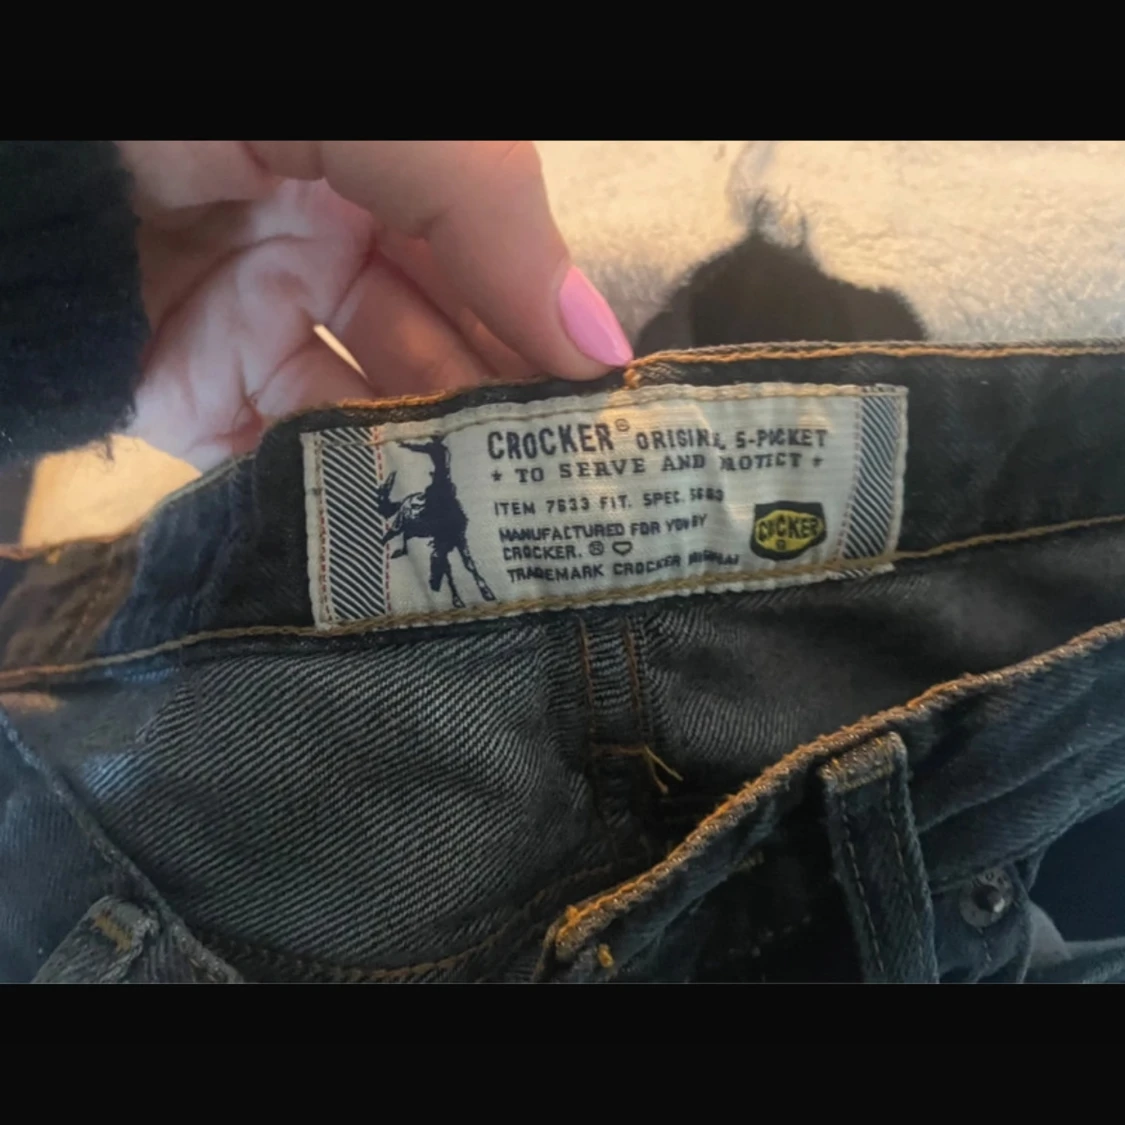 CROCKER® ORIGINAL 5-POCKET
* TO SERVE AND PROTECT *
ITEM 7633 FIT. SPEC.
MANUFACTURED FOR YOU BY
CROCKER. ®
TRADEMARK CROCKER
CROCKER